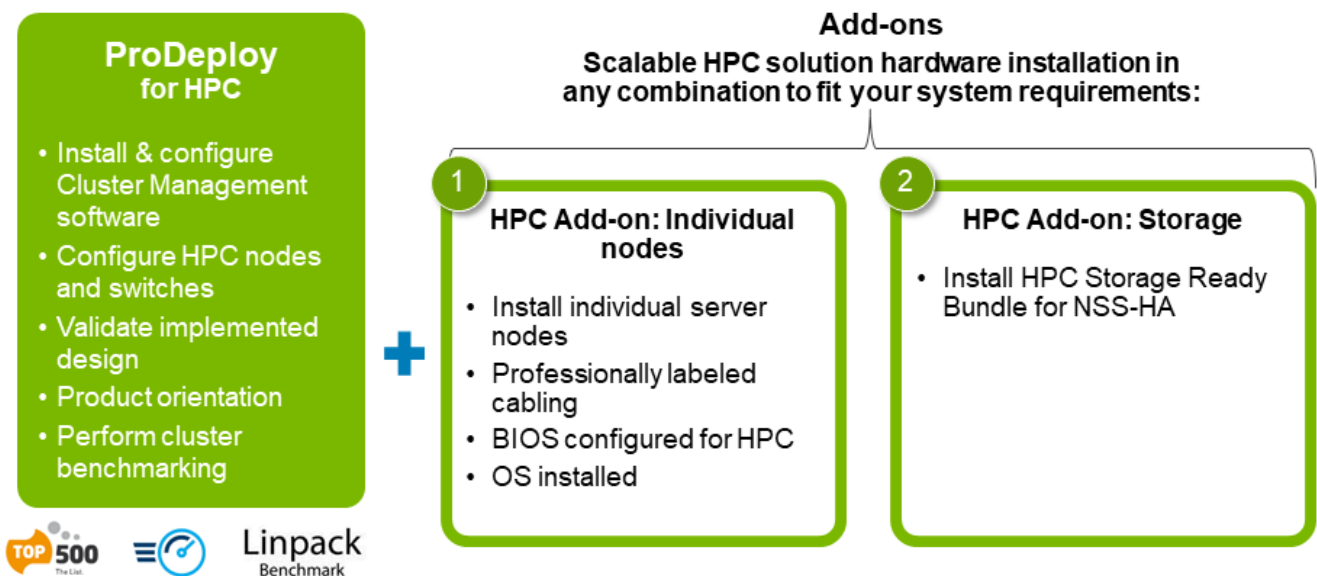 ProDeploy
for HPC
• Install & configure
Cluster Management
software
• Configure HPC nodes
and switches
• Validate implemented
design
• Product orientation
• Perform cluster
benchmarking
TOP 500
The List.
Linpack
Benchmark
Add-ons
Scalable HPC solution hardware installation in
any combination to fit your system requirements:
1
HPC Add-on: Individual
nodes
• Install individual server
nodes
• Professionally labeled
cabling
• BIOS configured for HPC
• OS installed
2
HPC Add-on: Storage
• Install HPC Storage Ready
Bundle for NSS-HA